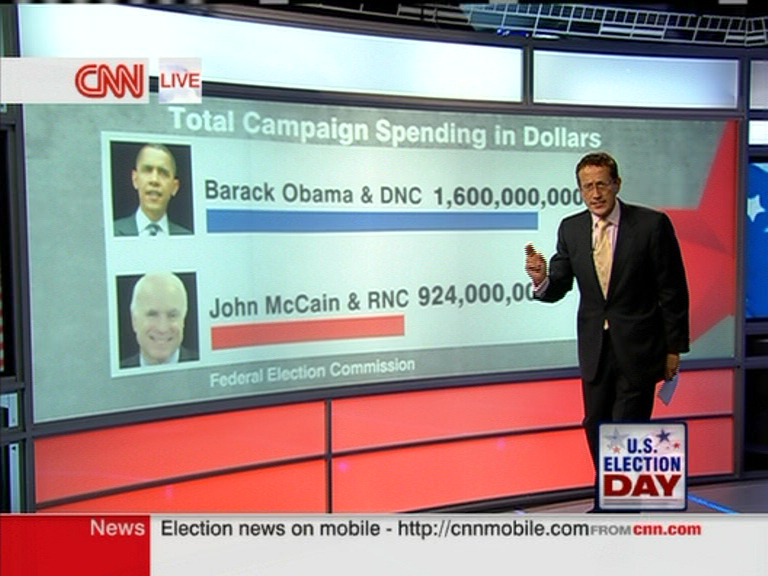 CNN LIVE
Total Campaign Spending in Dollars
Barack Obama & DNC 1,600,000,000
John McCain & RNC 924,000,00
Federal Election Commission
U.S.
ELECTION
DAY
News Election news on mobile - http://cnnmobile.com FROM cnn.com